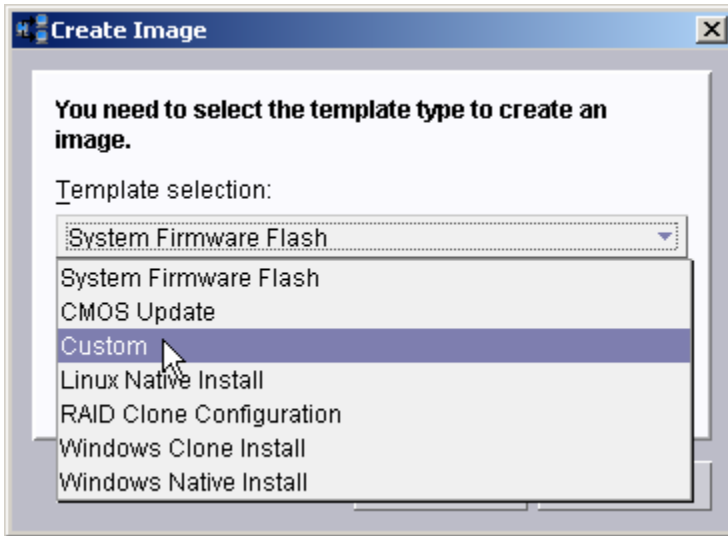 Create Image
You need to select the template type to create an
image.
Template selection:
System Firmware Flash
System Firmware Flash
CMOS Update
Custom
Linux Native Install
RAID Clone Configuration
Windows Clone Install
Windows Native Install